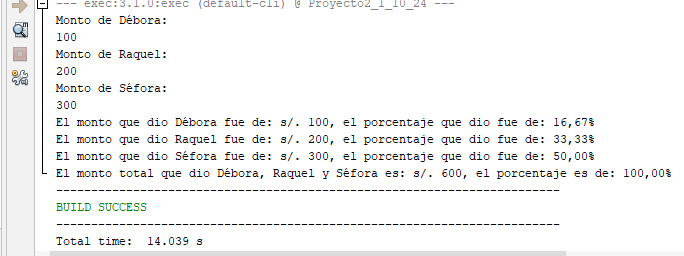 --- exec:3.1.0:exec (default-cli) @ Proyecto2_1_10_24 ---
Monto de Débora:
100
Monto de Raquel:
200
Monto de Séfora:
300
El monto que dio Débora fue de: s/. 100, el porcentaje que dio fue de: 16,67%
El monto que dio Raquel fue de: s/. 200, el porcentaje que dio fue de: 33,33%
El monto que dio Séfora fue de: s/. 300, el porcentaje que dio fue de: 50,00%
El monto total que dio Débora, Raquel y Séfora es: s/. 600, el porcentaje es de: 100,00%
------------------------------------------------------------------------
BUILD SUCCESS
------------------------------------------------------------------------
Total time:  14.039 s